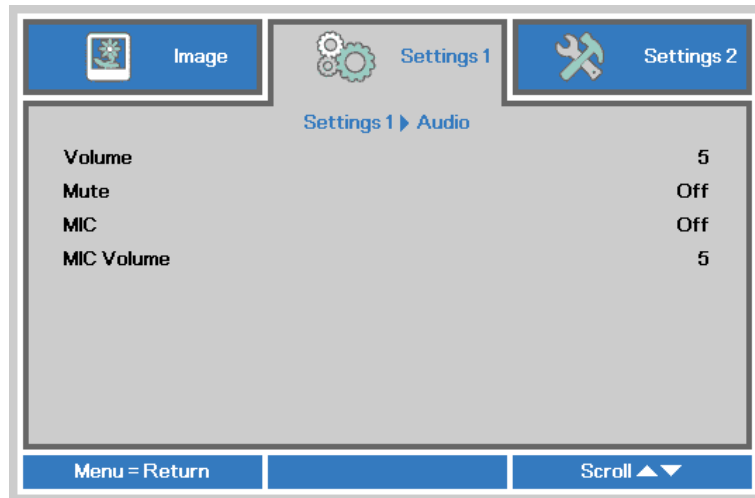 Image
Settings 1
Settings 2
Settings 1 ▶ Audio
Volume 5
Mute Off
MIC Off
MIC Volume 5
Menu = Return
Scroll ▲▼